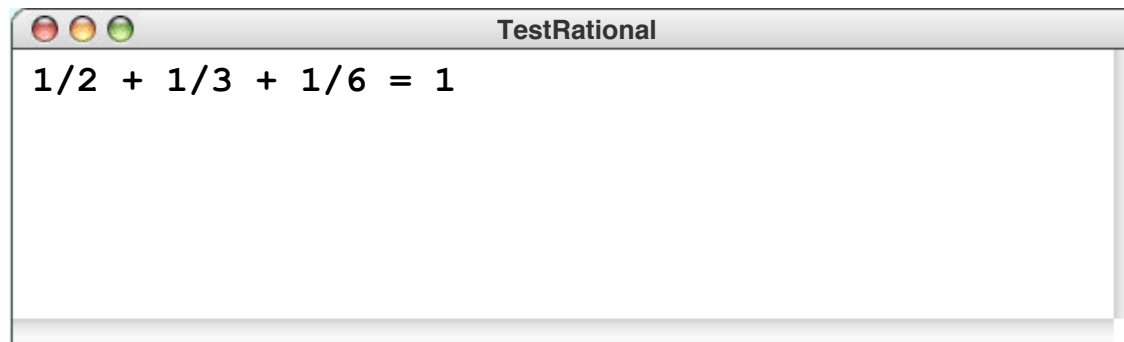 TestRational
1/2 + 1/3 + 1/6 = 1